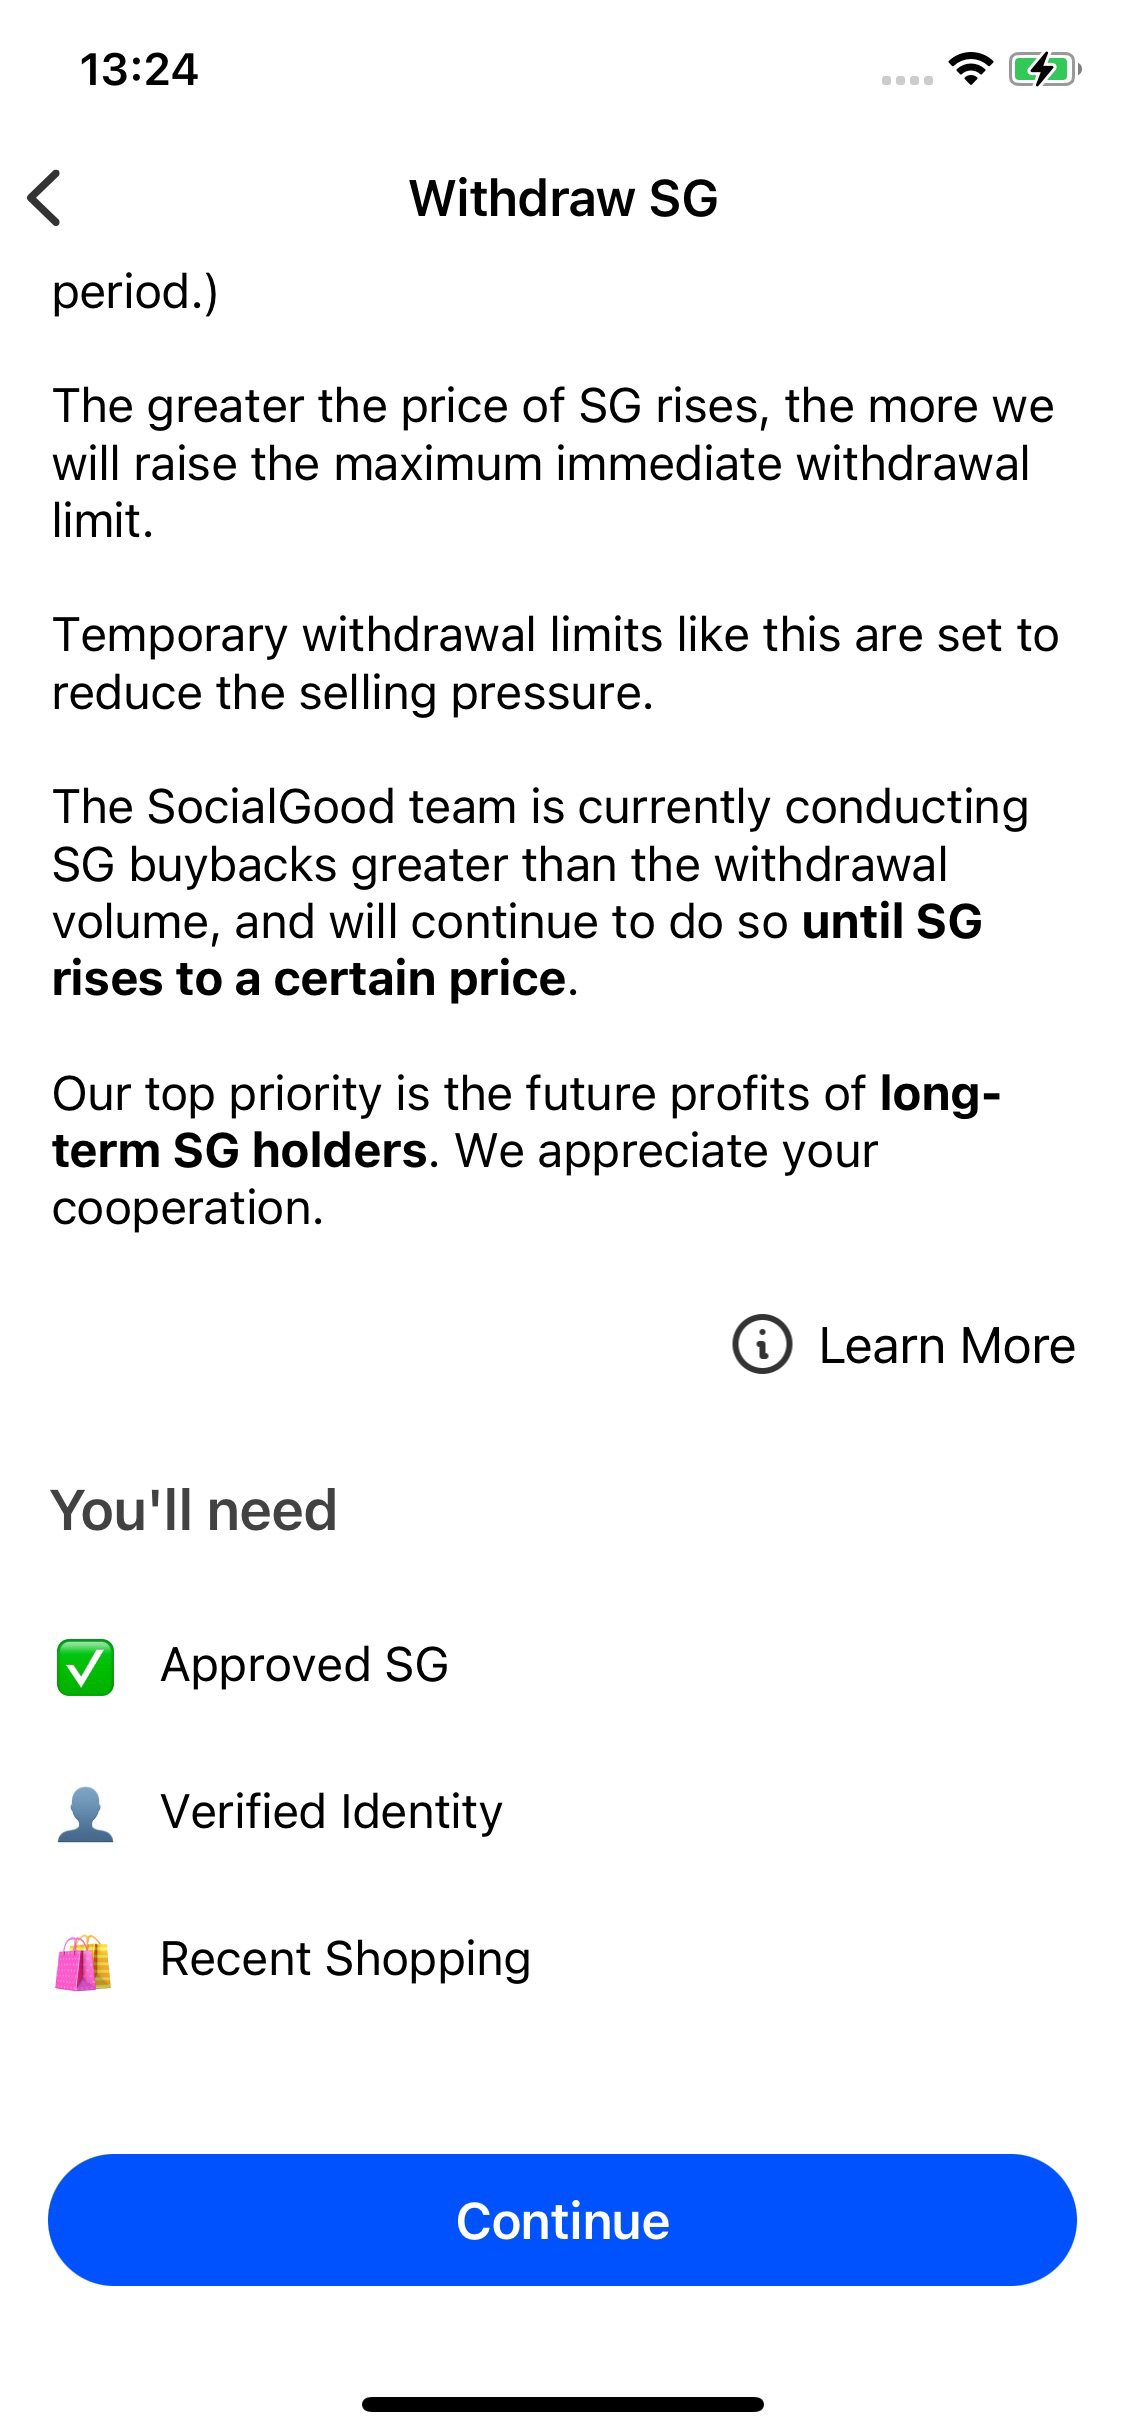 13:24
Withdraw SG
period.)
The greater the price of SG rises, the more we
will raise the maximum immediate withdrawal
limit.
Temporary withdrawal limits like this are set to
reduce the selling pressure.
The SocialGood team is currently conducting
SG buybacks greater than the withdrawal
volume, and will continue to do so until SG
rises to a certain price.
Our top priority is the future profits of long-
term SG holders. We appreciate your
cooperation.
Learn More
You'll need
Approved SG
Verified Identity
Recent Shopping
Continue